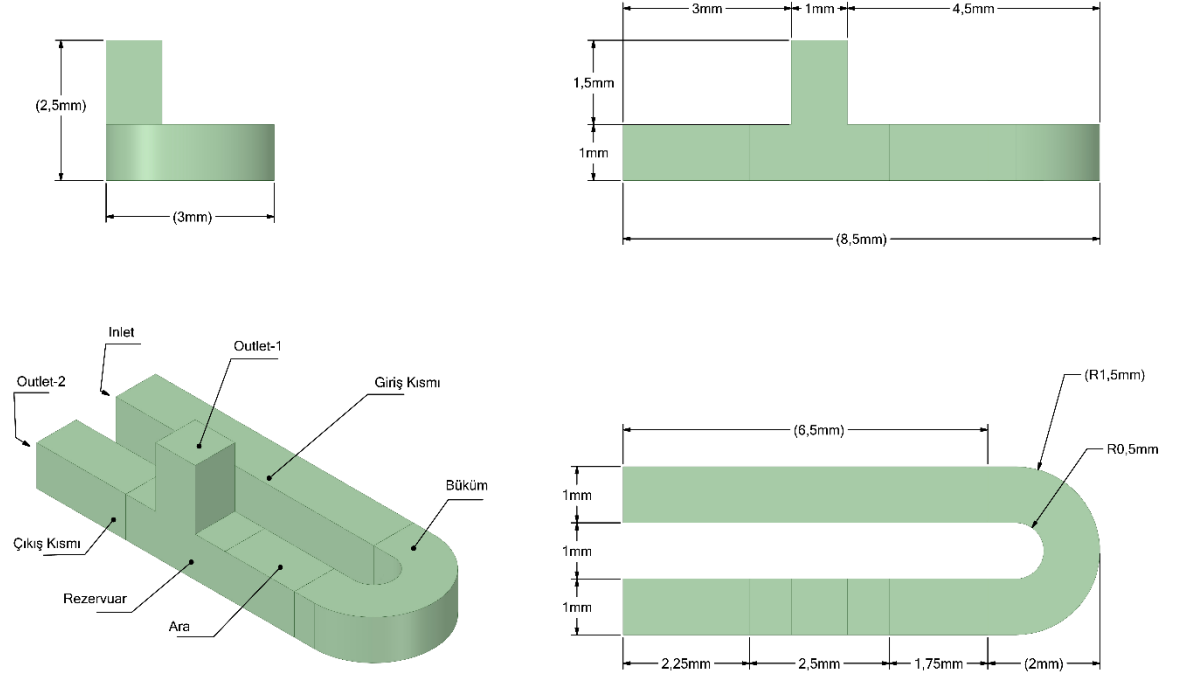 3mm
1mm
4,5mm
(2,5mm)
1,5mm
1mm
(3mm)
(8,5mm)
Inlet
Outlet-1
Outlet-2
Giriş Kısmı
Büküm
Çıkış Kısmı
Rezervuar
Ara
(R1,5mm)
(6,5mm)
R0,5mm
1mm
1mm
1mm
2,25mm
2,5mm
1,75mm
(2mm)